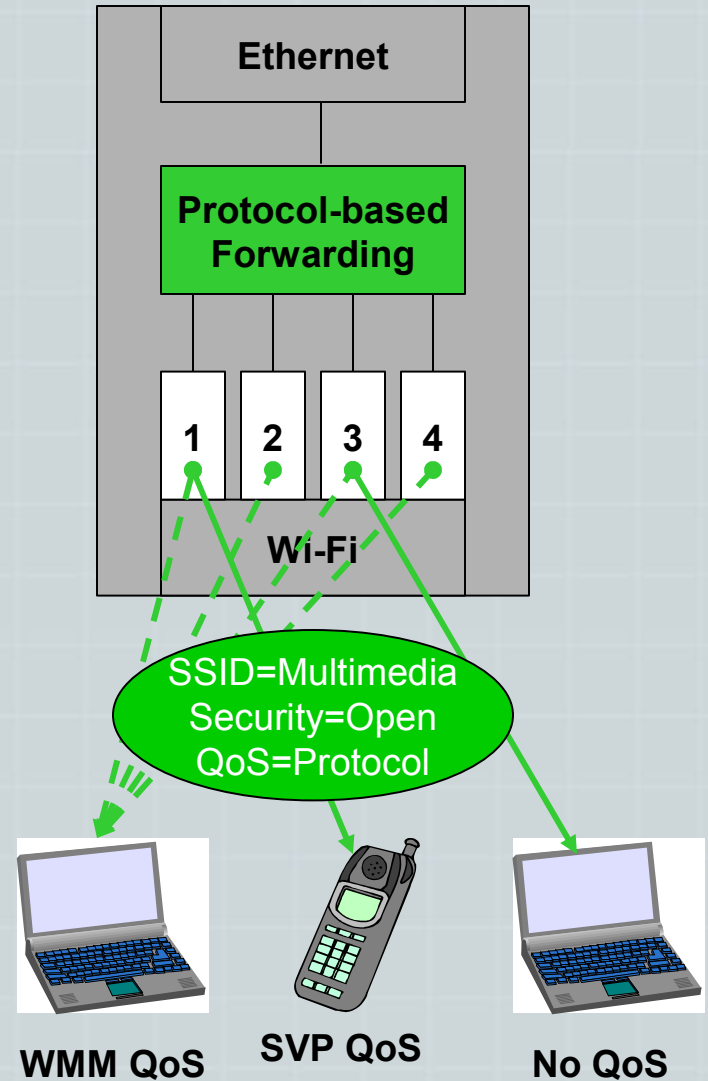 Ethernet
Protocol-based
Forwarding
1 2 3 4
Wi-Fi
SSID=Multimedia
Security=Open
QoS=Protocol
WMM QoS
SVP QoS
No QoS